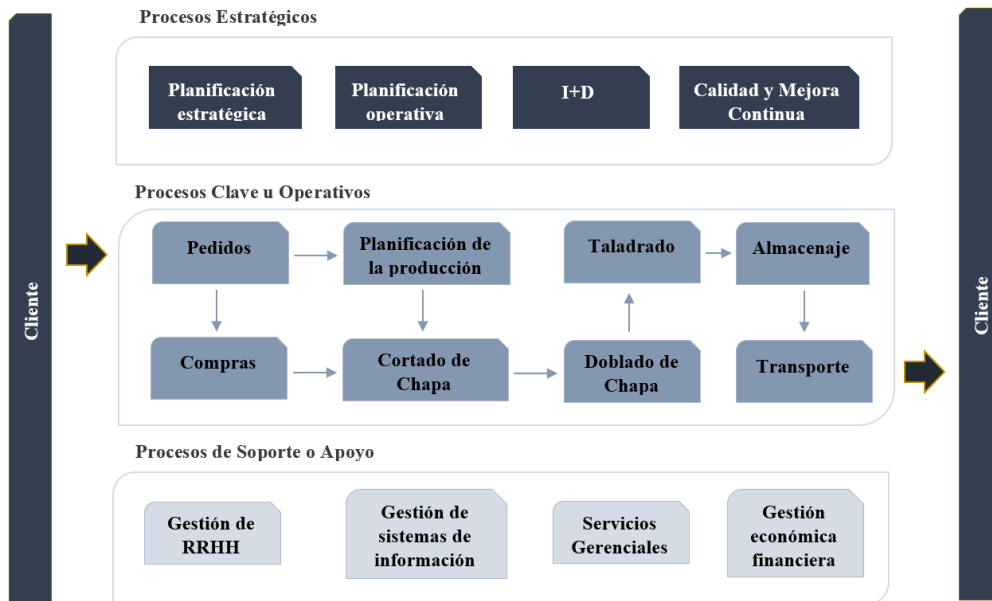 Procesos Estratégicos
Planificación
estratégica
Planificación
operativa
I+D
Calidad y Mejora
Continua
Procesos Clave u Operativos
Pedidos
Planificación de
la producción
Taladrado
Almacenaje
Compras
Cortado de
Chapa
Doblado de
Chapa
Transporte
Cliente
Cliente
Procesos de Soporte o Apoyo
Gestión de
RRHH
Gestión de
sistemas de
información
Servicios
Gerenciales
Gestión
económica
financiera